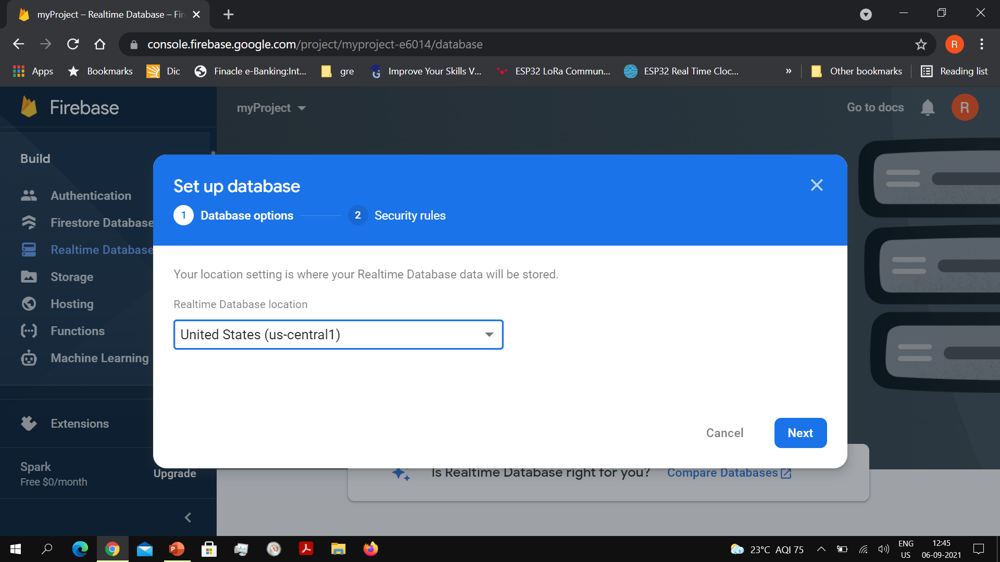 myProject – Realtime Database – Fir
console.firebase.google.com/project/myproject-e6014/database
R
Apps
Bookmarks
Dic
Finacle e-Banking:Int...
gre
Improve Your Skills V...
ESP32 LoRa Commun...
ESP32 Real Time Cloc...
»
Other bookmarks
Reading list
Firebase
myProject
Go to docs
R
Build
Authentication
Firestore Database
Realtime Database
Storage
Hosting
Functions
Machine Learning
Extensions
Spark
Free $0/month
Upgrade
Set up database
1 Database options
2 Security rules
Your location setting is where your Realtime Database data will be stored.
Realtime Database location
United States (us-central1)
Cancel
Next
Is Realtime Database right for you? Compare Databases
23°C AQI 75
ENG
US
12:45
06-09-2021